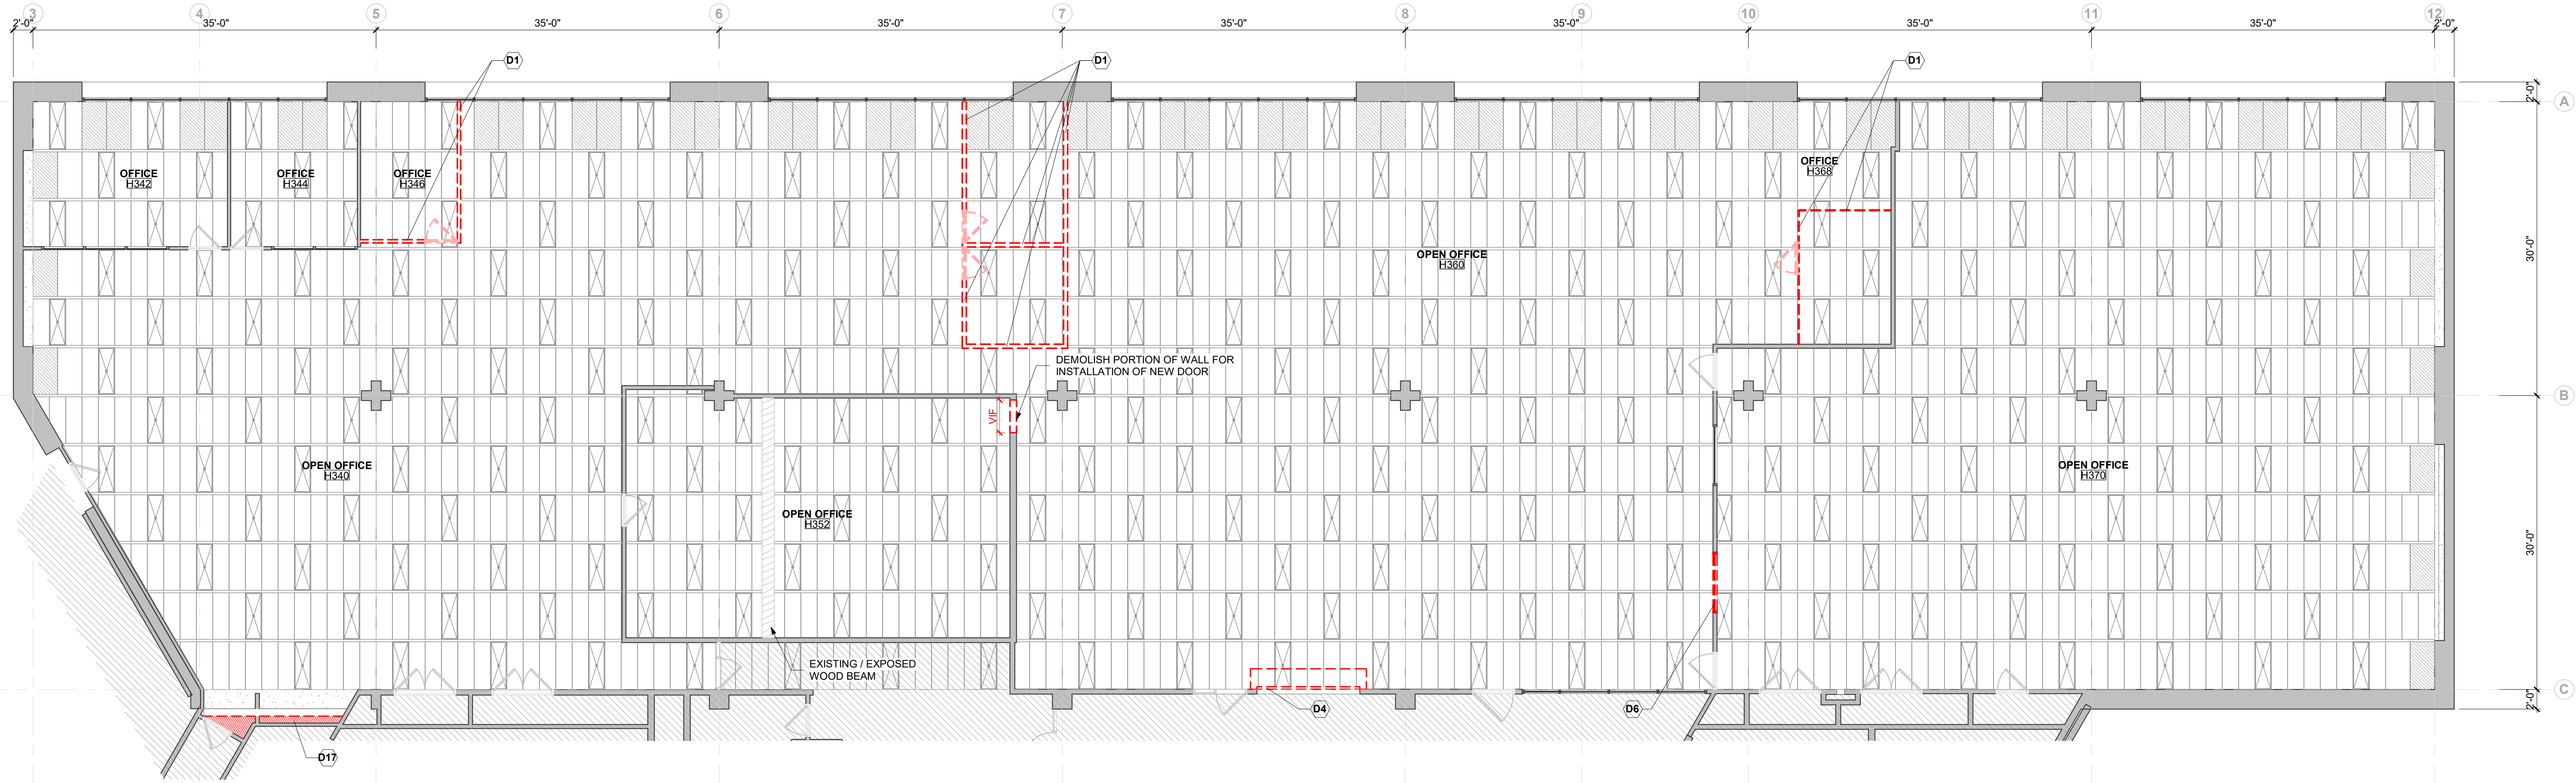 3 4 5 6 7 8 9 10 11 12
2'-0" 35'-0" 35'-0" 35'-0" 35'-0" 35'-0" 35'-0" 35'-0" 2'-0"
D1 D1 D1
2'-0"
A
OFFICE
H342
OFFICE
H344
OFFICE
H346
OFFICE
H368
OPEN OFFICE
H360
30'-0"
DEMOLISH PORTION OF WALL FOR
INSTALLATION OF NEW DOOR
B
VIF
OPEN OFFICE
H340
OPEN OFFICE
H370
OPEN OFFICE
H352
30'-0"
EXISTING / EXPOSED
WOOD BEAM
C
2'-0"
D4
D6
D17